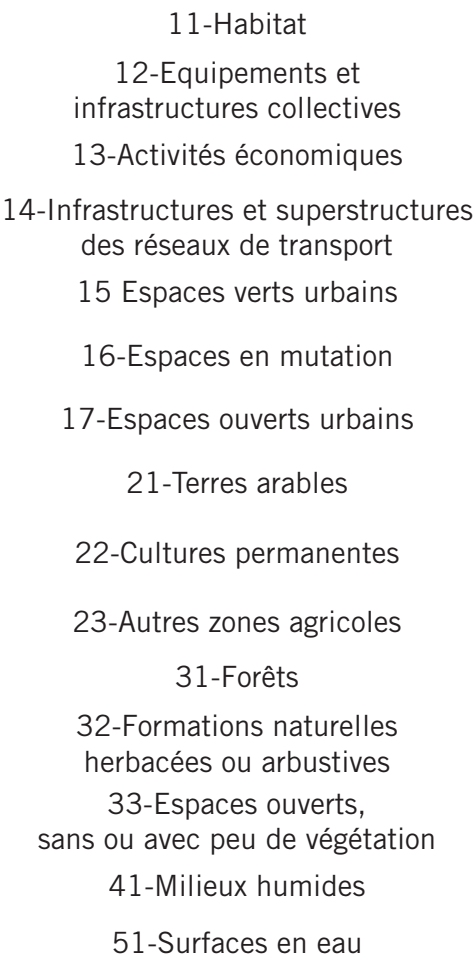 11-Habitat
12-Equipements et
infrastructures collectives
13-Activités économiques
14-Infrastructures et superstructures
des réseaux de transport
15 Espaces verts urbains
16-Espaces en mutation
17-Espaces ouverts urbains
21-Terres arables
22-Cultures permanentes
23-Autres zones agricoles
31-Forêts
32-Formations naturelles
herbacées ou arbustives
33-Espaces ouverts,
sans ou avec peu de végétation
41-Milieux humides
51-Surfaces en eau